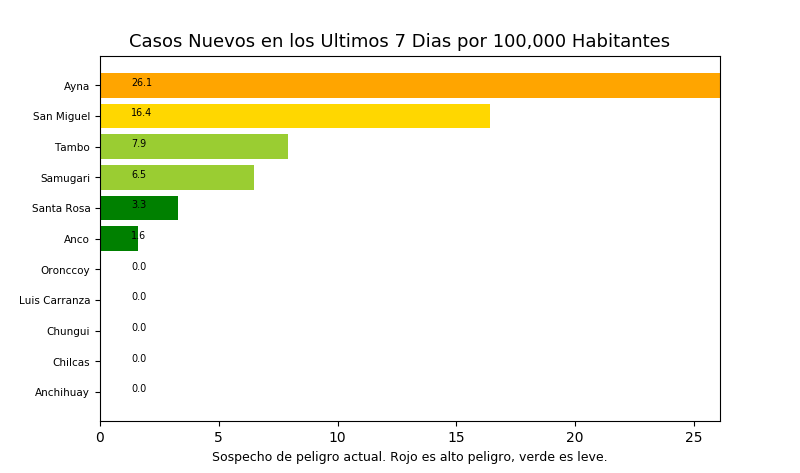 Casos Nuevos en los Ultimos 7 Dias por 100,000 Habitantes
Ayna 26.1
San Miguel 16.4
Tambo 7.9
Samugari 6.5
Santa Rosa 3.3
Anco 1.6
Oronccoy 0.0
Luis Carranza 0.0
Chungui 0.0
Chilcas 0.0
Anchihuay 0.0
0 5 10 15 20 25
Sospecho de peligro actual. Rojo es alto peligro, verde es leve.